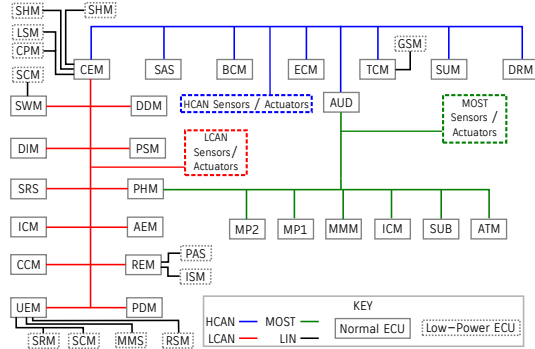 SHM
SHM
LSM
CPM
GSM
CEM
SAS
BCM
ECM
TCM
SUM
DRM
SCM
SWM
DDM
HCAN Sensors / Actuators
AUD
MOST
Sensors /
Actuators
DIM
PSM
LCAN
Sensors/
Actuators
SRS
PHM
ICM
AEM
MP2
MP1
MMM
ICM
SUB
ATM
CCM
REM
PAS
ISM
UEM
PDM
SRM
SCM
MMS
RSM
KEY
HCAN
MOST
LCAN
LIN
Normal ECU
Low-Power ECU